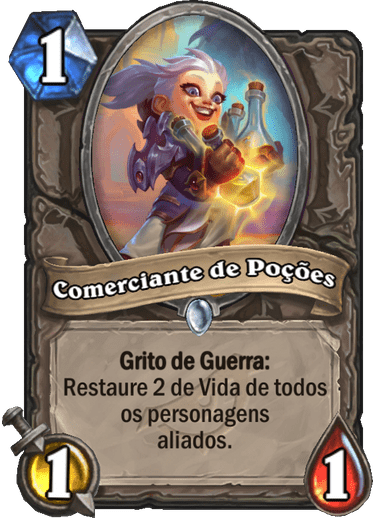 1
Comerciante de Poções
Grito de Guerra:
Restaure 2 de Vida de todos
os personagens
aliados.
1
1